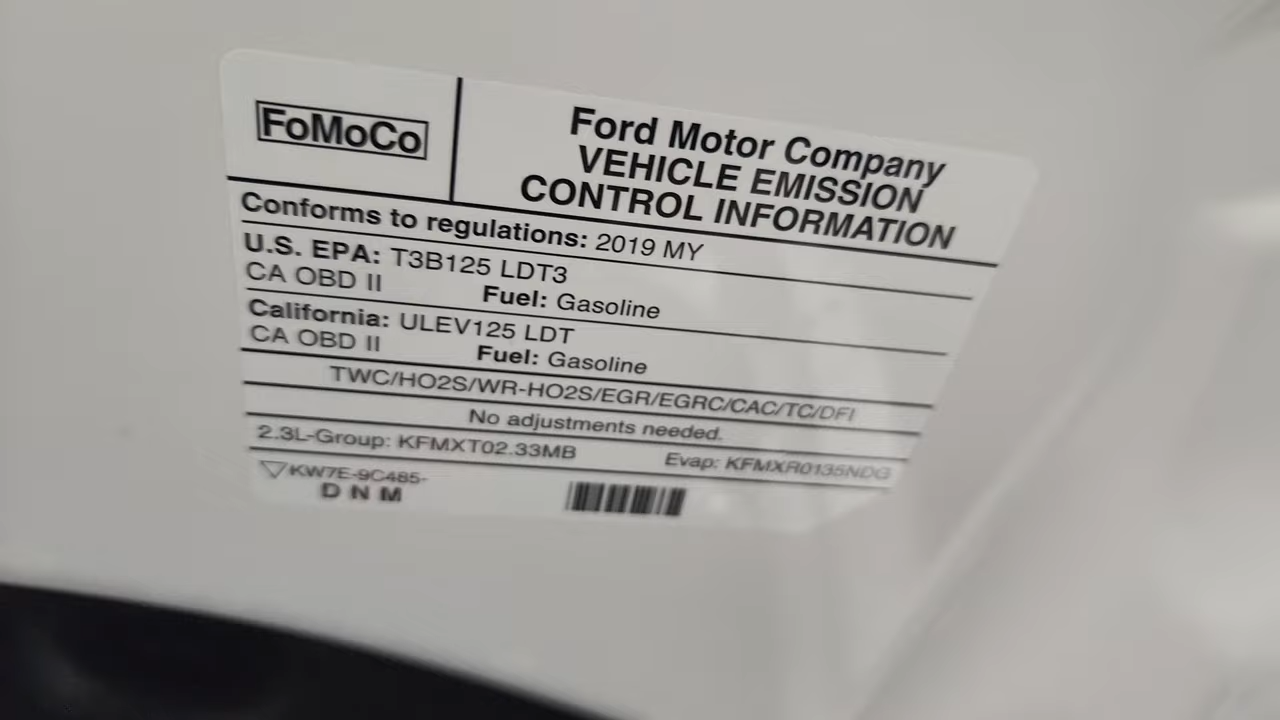 FoMoCo
Ford Motor Company
VEHICLE EMISSION
CONTROL INFORMATION
Conforms to regulations: 2019 MY
U.S. EPA: T3B125 LDT3
CA OBD II Fuel: Gasoline
California: ULEV125 LDT
CA OBD II Fuel: Gasoline
TWC/HO2S/WR-HO2S/EGR/EGRC/CAC/TC/DFI
No adjustments needed.
2.3L-Group: KFMXT02.33MB Evap: KFMXR0135NDG
KW7E-9C485-
D N M